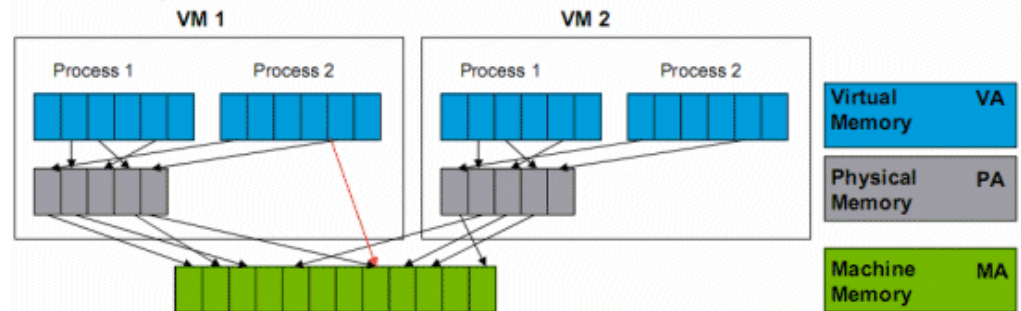 VM 1
VM 2
Process 1
Process 2
Process 1
Process 2
Virtual VA
Memory
Physical PA
Memory
Machine MA
Memory